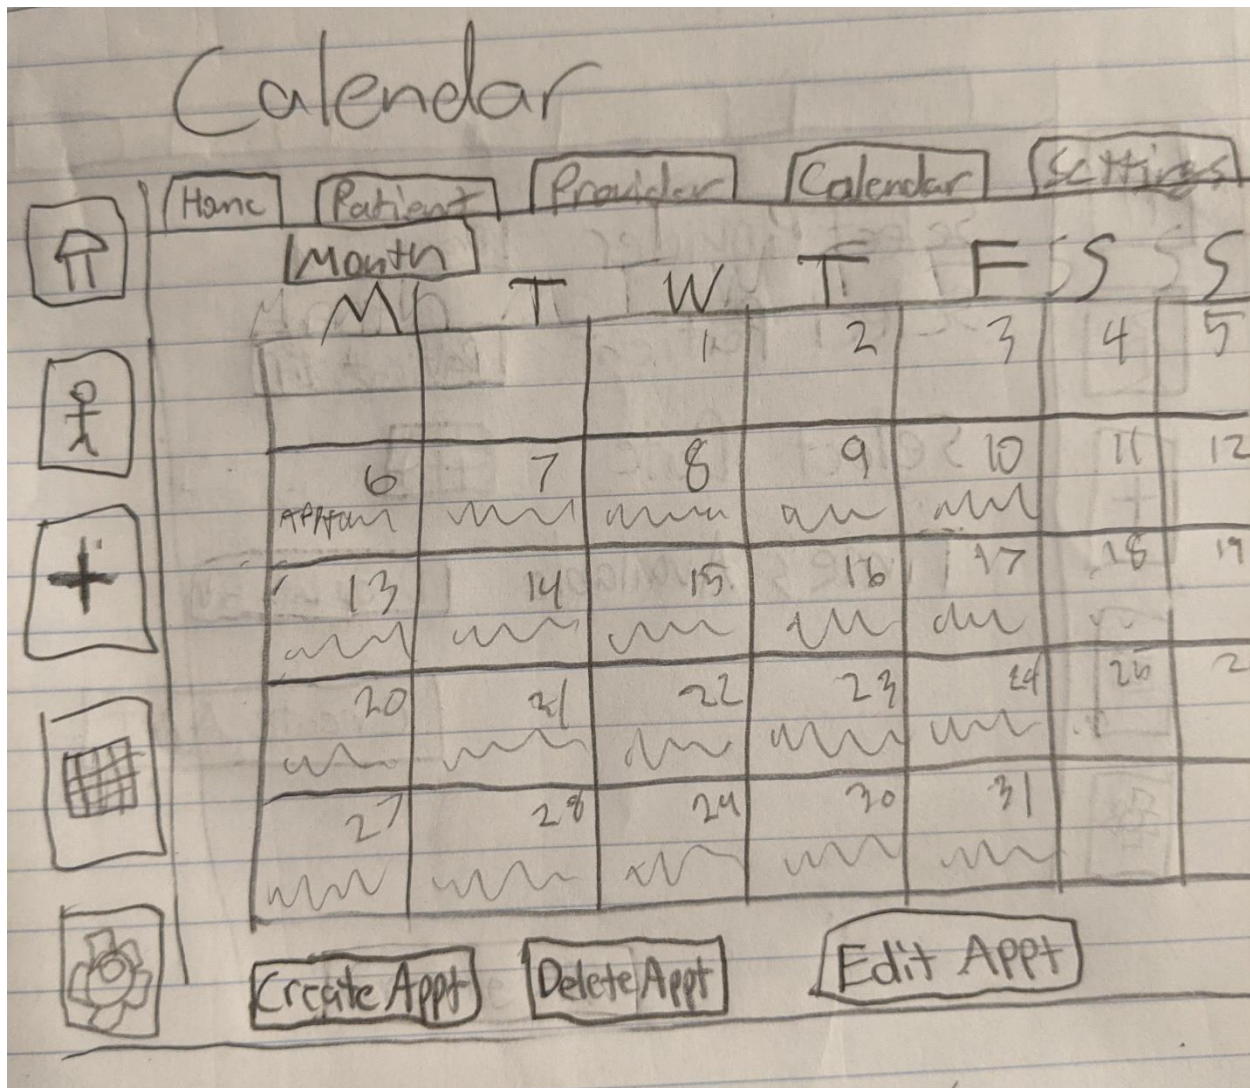 Calendar
Home Patient Provider Calendar Settings
Month
M T W T F S S
1 2 3 4 5
6 7 8 9 10 11 12
13 14 15 16 17 18 19
20 21 22 23 24 26 2
27 28 29 30 31
Create Appt Delete Appt Edit Appt